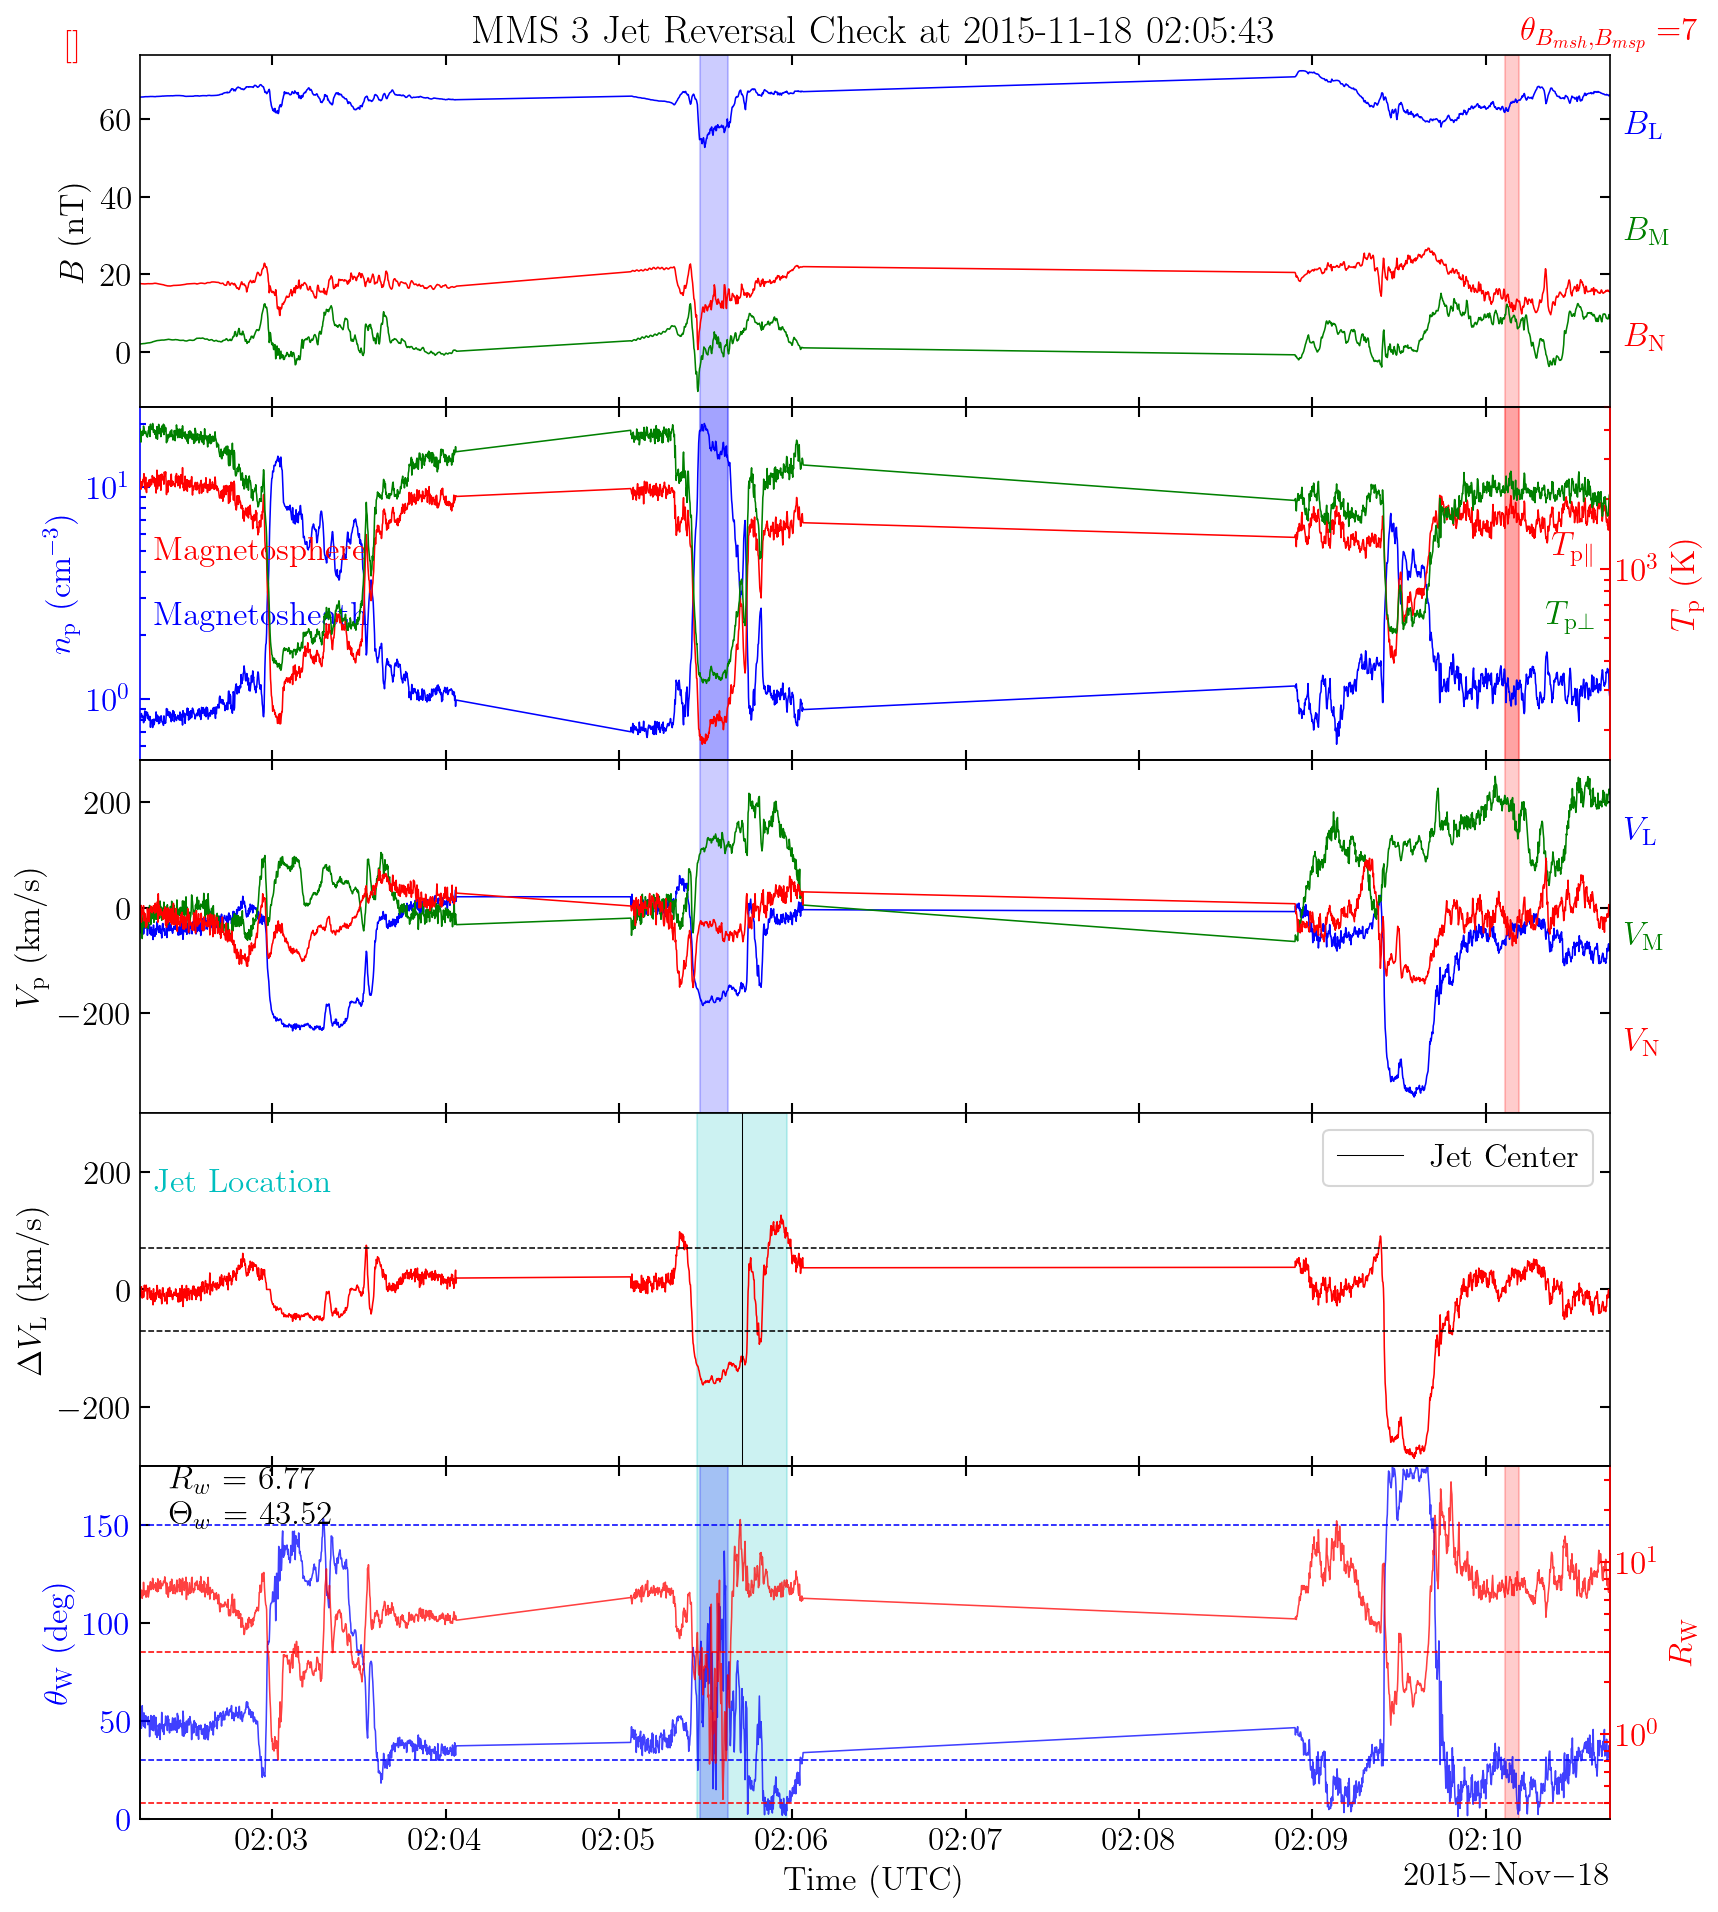 MMS 3 Jet Reversal Check at 2015-11-18 02:05:43
[]
θ_{B_{msh},B_{msp}} =7
60
40
20
0
B (nT)
B_L
B_M
B_N
10^1
10^0
n_p (cm^{−3})
Magnetosphere
Magnetosheath
T_{p∥}
T_{p⊥}
10^3
T_p (K)
200
0
−200
V_p (km/s)
V_L
V_M
V_N
200
0
−200
ΔV_L (km/s)
Jet Location
Jet Center
R_w = 6.77
Θ_w = 43.52
150
100
50
0
θ_W (deg)
10^1
10^0
R_W
02:03 02:04 02:05 02:06 02:07 02:08 02:09 02:10
Time (UTC)
2015−Nov−18